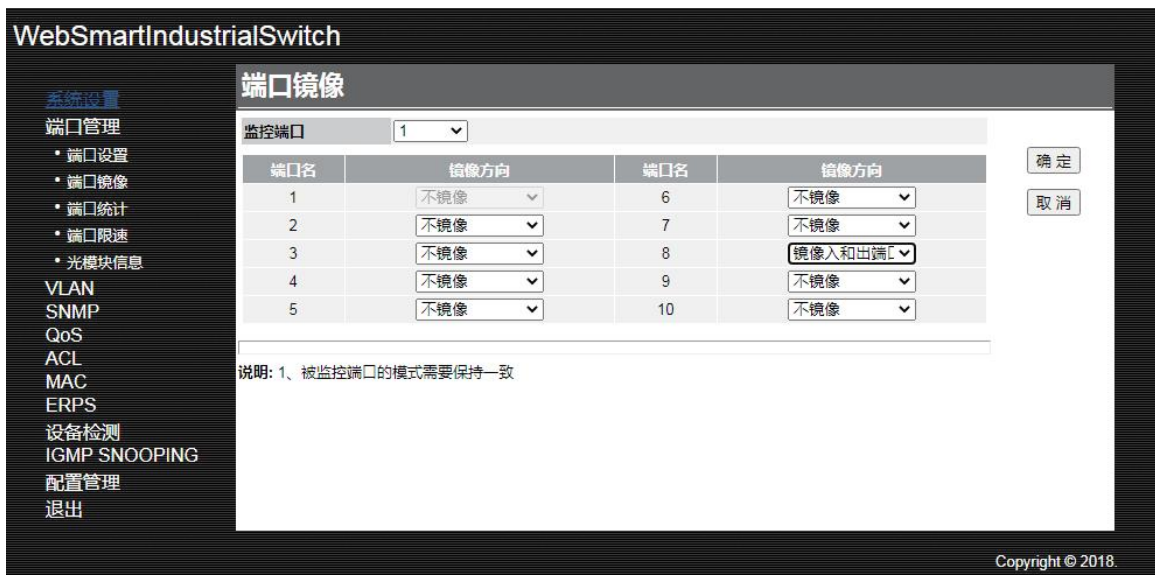 WebSmartIndustrialSwitch
系统设置
端口管理
• 端口设置
• 端口镜像
• 端口统计
• 端口限速
• 光模块信息
VLAN
SNMP
QoS
ACL
MAC
ERPS
设备检测
IGMP SNOOPING
配置管理
退出
端口镜像
监控端口 1
端口名 镜像方向 端口名 镜像方向
1 不镜像 6 不镜像
2 不镜像 7 不镜像
3 不镜像 8 镜像入和出端口
4 不镜像 9 不镜像
5 不镜像 10 不镜像
确 定
取 消
说明: 1、被监控端口的模式需要保持一致
Copyright © 2018.